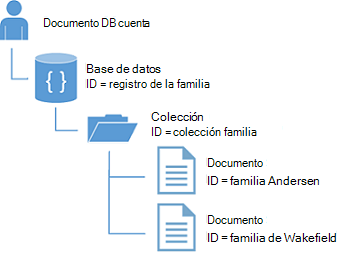 Documento DB cuenta
{ }
Base de datos
ID = registro de la familia
Colección
ID = colección familia
Documento
ID = familia Andersen
Documento
ID = familia de Wakefield